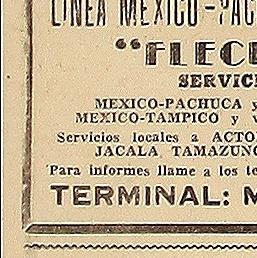 LINEA MEXICO-PAC
"FLEC
SERVIC
MEXICO-PACHUCA y
MEXICO-TAMPICO y v
Servicios locales a ACTO
JACALA TAMAZUNC
Para informes llame a los te
TERMINAL: M